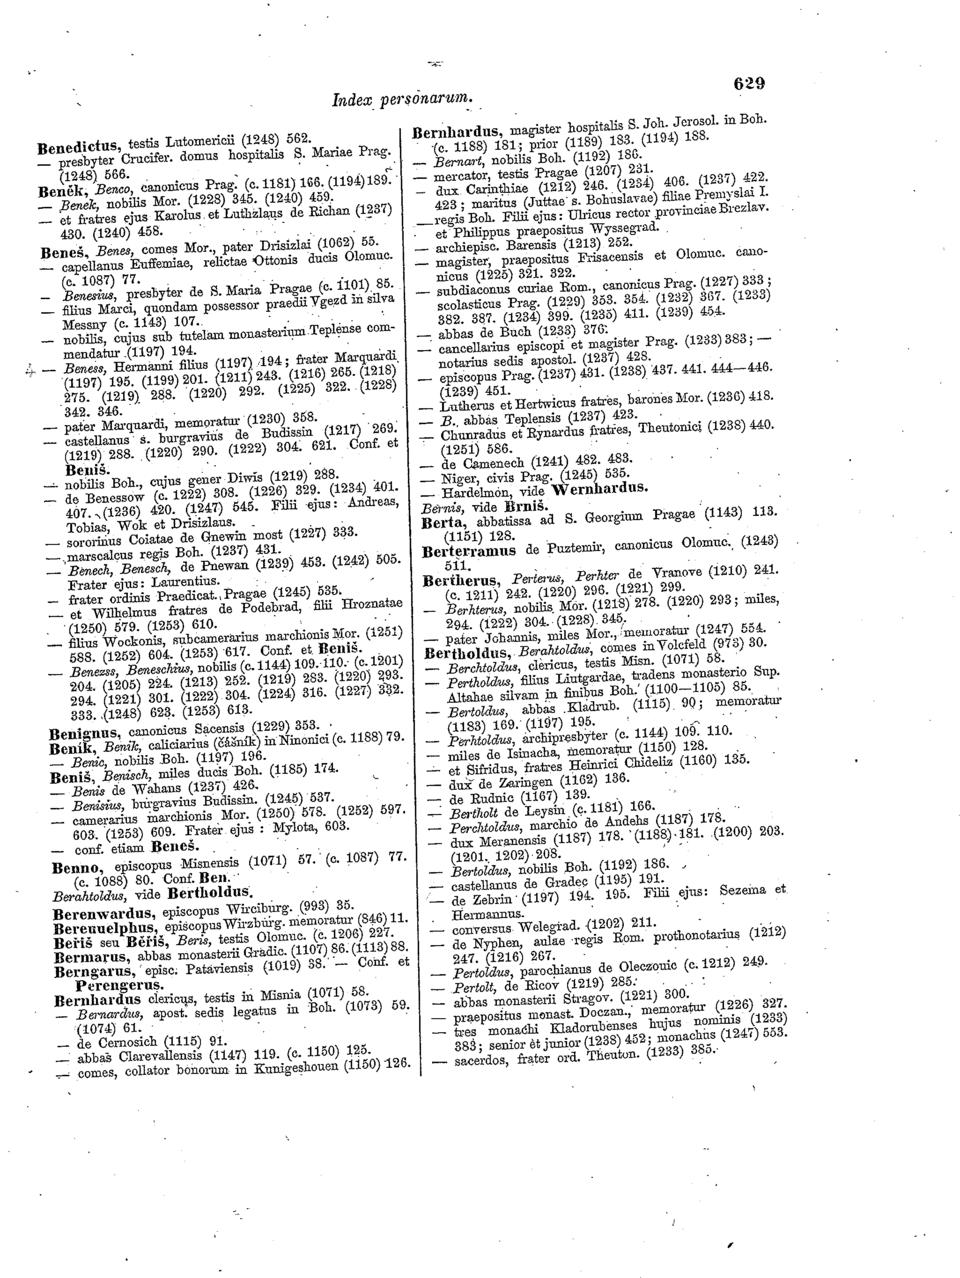 629
Index personarum.
Benedictus, testis Lutomericii (1248) 562.
— presbyter Crucifer. domus hospitalis S. Mariae Prag.
(1248) 566.
Beněk, Benco, canonicus Prag. (c. 1181) 166. (1194) 189.
— Benek, nobilis Mor. (1228) 345. (1240) 459.
— et fratres ejus Karolus et Luthizlaus de Richan (1237)
430. (1240) 458.
Beneš, Benes, comes Mor., pater Drisizlai (1062) 55.
— capellanus Euffemiae, relictae Ottonis ducis Olomuc.
(c. 1087) 77.
— Benesius, presbyter de S. Maria Pragae (c. 1101) 85.
— filius Marci, quondam possessor praedii Vgezd in silva
Messny (c. 1143) 107.
— nobilis, cujus sub tutelam monasterium Teplense com-
mendatur (1197) 194.
— Beness, Hermanni filius (1197) 194; frater Marquardi
(1197) 195. (1199) 201. (1211) 243. (1216) 265. (1218)
275. (1219) 288. (1220) 292. (1225) 322. (1228)
342. 346.
— pater Marquardi, memoratur (1230) 358.
— castellanus s. burgravius de Budissin (1217) 269.
(1219) 288. (1220) 290. (1222) 304. 621. Conf. et
Beniš.
— nobilis Boh., cujus gener Diwis (1219) 288.
— de Benessow (c. 1222) 308. (1226) 329. (1234) 401.
407. (1236) 420. (1247) 545. Filii ejus: Andreas,
Tobias, Wok et Drisizlaus.
— sororinus Coiatae de Gnewin most (1227) 333.
— marscalcus regis Boh. (1237) 431.
— Benech, Benesch, de Pnewan (1239) 453. (1242) 505.
Frater ejus: Laurentius.
— frater ordinis Praedicat. Pragae (1245) 535.
— et Wilhelmus fratres de Podebrad, filii Hroznatae
(1250) 579. (1253) 610.
— filius Wockonis, subcamerarius marchionis Mor. (1251)
588. (1252) 604. (1253) 617. Conf. et Beniš.
— Benezss, Beneschius, nobilis (c. 1144) 109. 110. (c. 1201)
204. (1205) 224. (1213) 252. (1219) 283. (1220) 293.
294. (1221) 301. (1222) 304. (1224) 316. (1227) 332.
333. (1248) 623. (1253) 613.
Benignus, canonicus Sacensis (1229) 353.
Beník, Benik, caliciarius (číšník) in Ninonici (c. 1188) 79.
— Benic, nobilis Boh. (1197) 196.
Beniš, Benisch, miles ducis Boh. (1185) 174.
— Benis de Wahans (1237) 426.
— Benisius, burgravius Budissin. (1245) 537.
— camerarius marchionis Mor. (1250) 578. (1252) 597.
603. (1253) 609. Frater ejus : Mylota, 603.
— conf. etiam Beneš.
Benno, episcopus Misnensis (1071) 57. (c. 1087) 77.
(c. 1088) 80. Conf. Ben.
Berahtoldus, vide Bertholdus.
Berenwardus, episcopus Wirciburg. (993) 35.
Berenuelphus, episcopus Wirzburg. memoratur (846) 11.
Beřiš seu Běřiš, Beris, testis Olomuc. (c. 1206) 227.
Bermarus, abbas monasterii Gradic. (1107) 86. (1113) 88.
Berngarus, episc. Pataviensis (1019) 38. — Conf. et
Perengerus.
Bernhardus clericus, testis in Misnia (1071) 58.
— Bernardus, apost. sedis legatus in Boh. (1073) 59.
(1074) 61.
— de Cernosich (1115) 91.
— abbas Clarevallensis (1147) 119. (c. 1150) 125.
— comes, collator bonorum in Kunigeshouen (1150) 126.
Bernhardus, magister hospitalis S. Joh. Jerosol. in Boh.
(c. 1188) 181; prior (1189) 183. (1194) 188.
— Bernart, nobilis Boh. (1192) 186.
— mercator, testis Pragae (1207) 231.
— dux Carinthiae (1212) 246. (1234) 406. (1237) 422.
423; maritus (Juttae s. Bohuslavae) filiae Premyslai I.
regis Boh. Filii ejus: Ulricus rector provinciae Brezlav.
et Philippus praepositus Wyssegrad.
— archiepisc. Barensis (1213) 252.
— magister, praepositus Frisacensis et Olomuc. cano-
nicus (1225) 321. 322.
— subdiaconus curiae Rom., canonicus Prag. (1227) 333;
scolasticus Prag. (1229) 353. 354. (1232) 367. (1233)
382. 387. (1234) 399. (1235) 411. (1239) 454.
— abbas de Buch (1233) 376.
— cancellarius episcopi et magister Prag. (1233) 383; —
notarius sedis apostol. (1237) 428.
— episcopus Prag. (1237) 431. (1238) 437. 441. 444—446.
(1239) 451.
— Lutherus et Hertwicus fratres, barones Mor. (1236) 418.
— B. abbas Teplensis (1237) 423.
— Chunradus et Rynardus fratres, Theutonici (1238) 440.
(1251) 586.
— de Camenech (1241) 482. 483.
— Niger, civis Prag. (1245) 535.
— Hardelmon, vide Wernhardus.
Bernis, vide Brniš.
Berta, abbatissa ad S. Georgium Pragae (1143) 113.
(1151) 128.
Berterramus de Puztemir, canonicus Olomuc. (1243)
511.
Bertherus, Perterus, Perhter de Vranove (1210) 241.
(c. 1211) 242. (1220) 296. (1221) 299.
— Berhterus, nobilis Mor. (1218) 278. (1220) 293; miles,
294. (1222) 304. (1228) 345.
— pater Johannis, miles Mor., memoratur (1247) 554.
Bertholdus, Berahtoldus, comes in Volcfeld (973) 30.
— Berchtoldus, clericus, testis Misn. (1071) 58.
— Pertholdus, filius Liutgardae, tradens monasterio Sup.
Altahae silvam in finibus Boh. (1100—1105) 85.
— Bertoldus, abbas Kladrub. (1115) 90; memoratur
(1183) 169. (1197) 195.
— Perhtoldus, archipresbyter (c. 1144) 109. 110.
— miles de Isinacha, memoratur (1150) 128.
— et Sifridus, fratres Heinrici Chideliz (1160) 135.
— dux de Zaringen (1162) 136.
— de Rudnic (1167) 139.
— Bertholt de Leysin (c. 1181) 166.
— Perchtoldus, marchio de Andehs (1187) 178.
— dux Meranensis (1187) 178. (1188) 181. (1200) 203.
(1201. 1202) 208.
— Bertoldus, nobilis Boh. (1192) 186.
— castellanus de Gradec (1195) 191.
— de Zebrin (1197) 194. 195. Filii ejus: Sezema et
Hermannus.
— conversus Welegrad. (1202) 211.
— de Nyphen, aulae regis Rom. prothonotarius (1212)
247. (1216) 267.
— Pertoldus, parochianus de Oleczonic (c. 1212) 249.
— Pertolt, de Ricov (1219) 285.
— abbas monasterii Stragov. (1221) 300.
— praepositus monast. Doczan., memoratur (1226) 327.
— tres monachi Kladorubenses hujus nominis (1233)
383; senior et junior (1238) 452; monachus (1247) 553.
— sacerdos, frater ord. Theuton. (1233) 385.